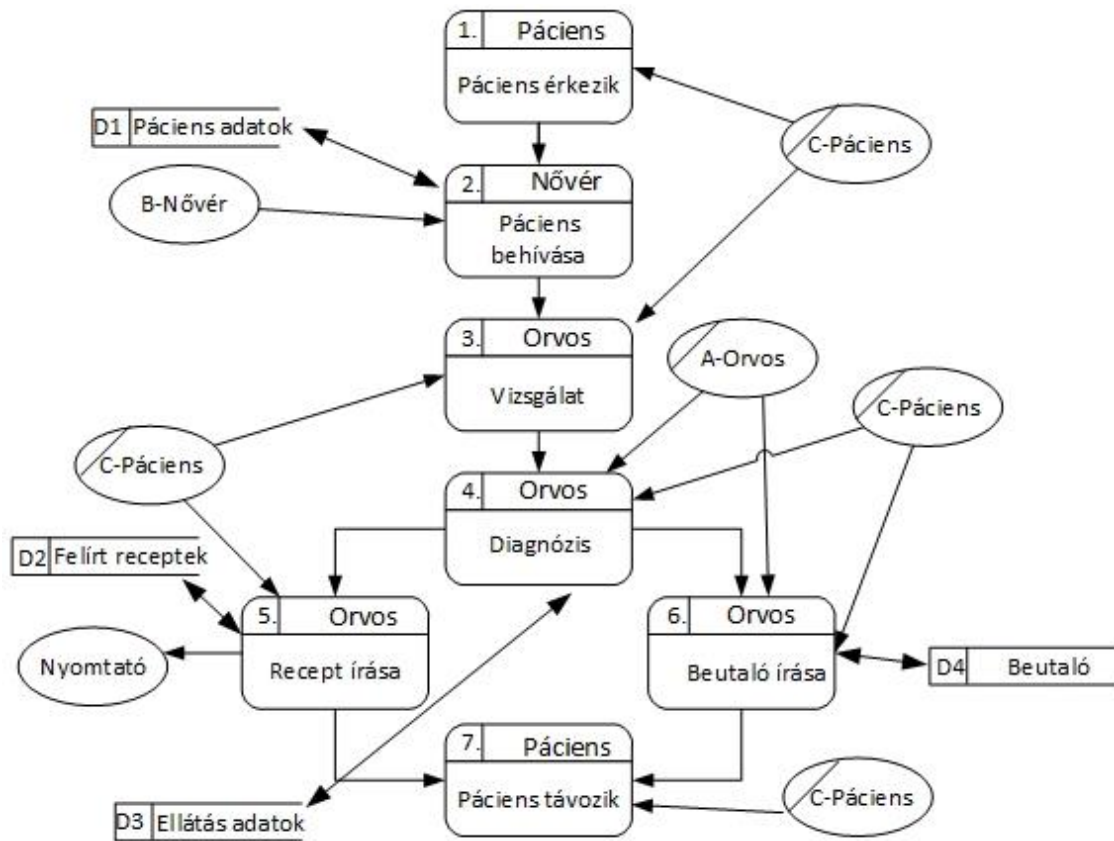 1. Páciens
Páciens érkezik
D1 Páciens adatok
C-Páciens
2. Nővér
B-Nővér
Páciens
behívása
3. Orvos
A-Orvos
Vizsgálat
C-Páciens
C-Páciens
4. Orvos
Diagnózis
D2 Felírt receptek
5. Orvos
6. Orvos
Nyomtató
Recept írása
Beutaló írása
D4 Beutaló
7. Páciens
Páciens távozik
C-Páciens
D3 Ellátás adatok